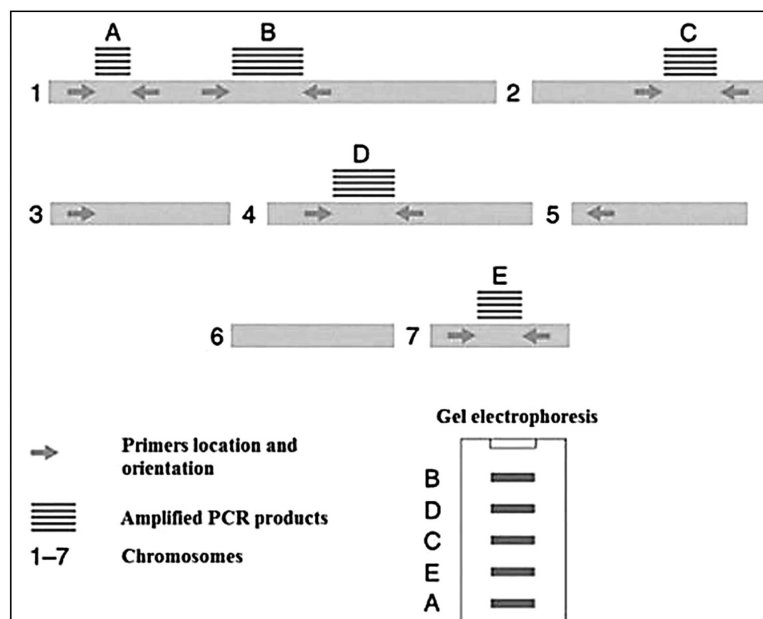 A B C
1 2
D
3 4 5
E
6 7
Gel electrophoresis
Primers location and
orientation
Amplified PCR products
1–7 Chromosomes
B
D
C
E
A